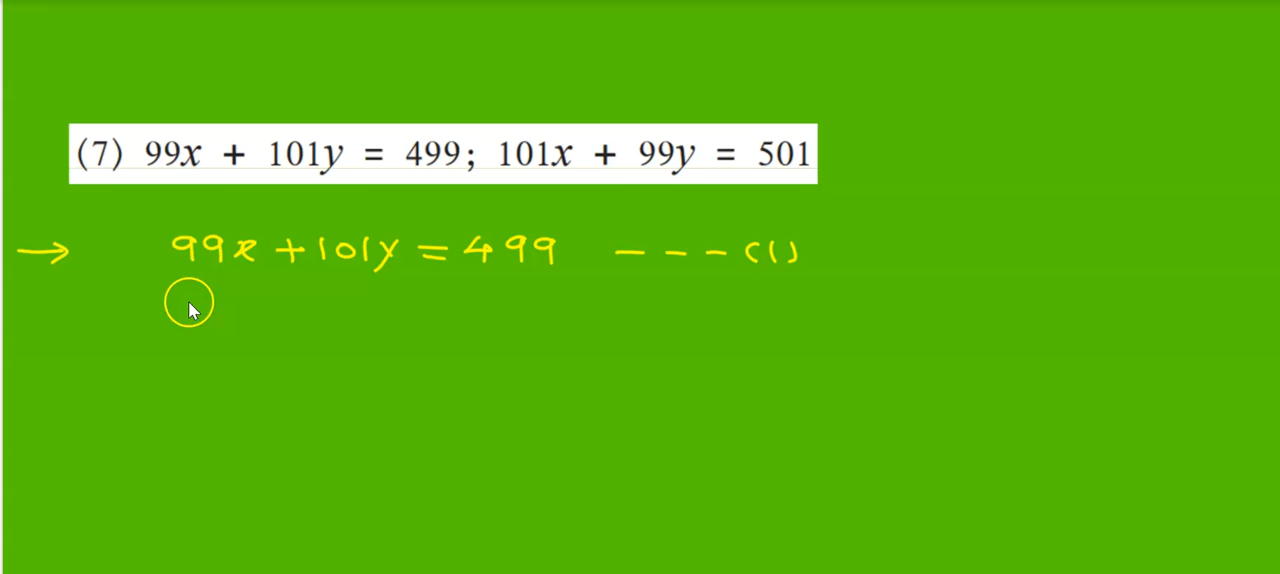 (7) 99x + 101y = 499; 101x + 99y = 501
→ 99x + 101y = 499 - - - (1)